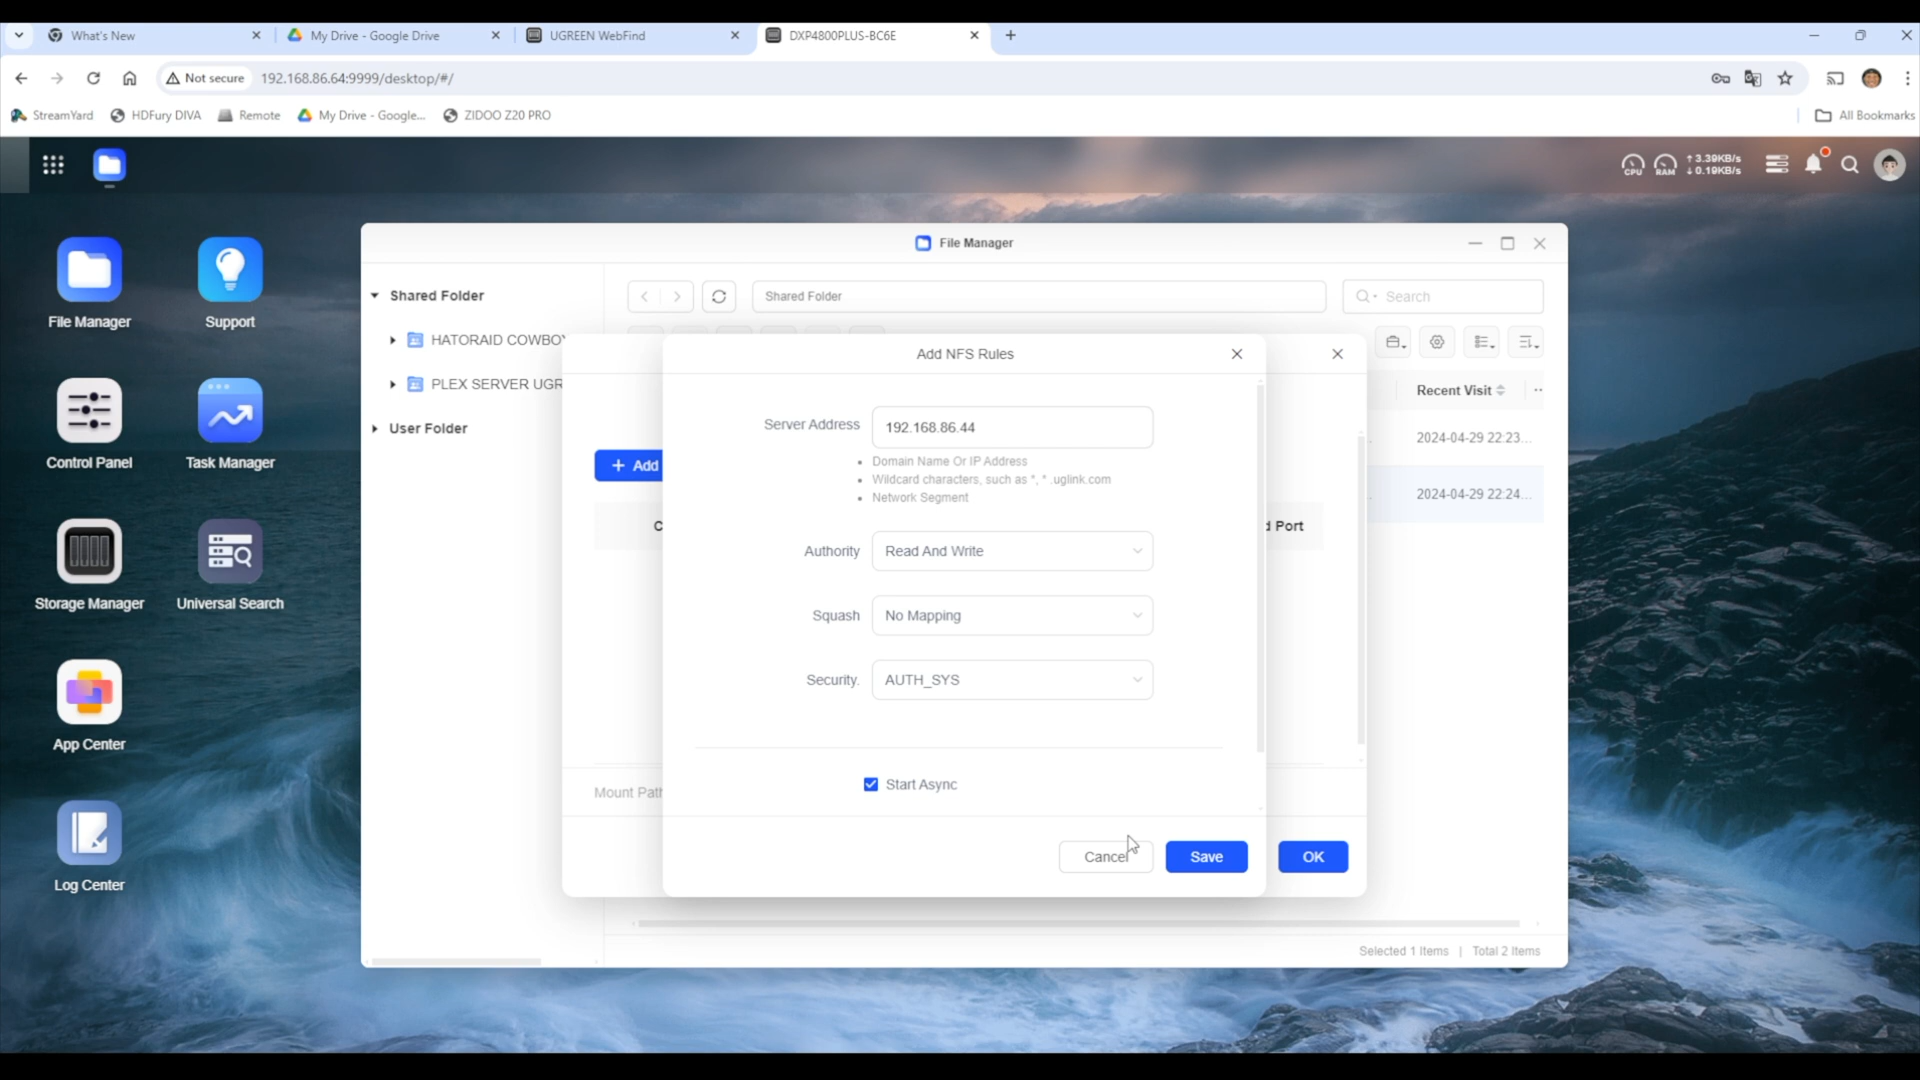 What's New
My Drive - Google Drive
UGREEN WebFind
DXP4800PLUS-BC6E
Not secure
192.168.86.64:9999/desktop/#/
StreamYard
HDFury DIVA
Remote
My Drive - Google...
ZIDOO Z20 PRO
All Bookmarks
CPU
RAM
↑ 3.39KB/s
↓ 0.19KB/s
File Manager
Support
Control Panel
Task Manager
Storage Manager
Universal Search
App Center
Log Center
File Manager
Shared Folder
HATORAID COWBOY
PLEX SERVER UGR
User Folder
Shared Folder
Search
Recent Visit
2024-04-29 22:23...
2024-04-29 22:24...
+ Add
C
d Port
Mount Path
OK
Add NFS Rules
Server Address
192.168.86.44
• Domain Name Or IP Address
• Wildcard characters, such as *, * .uglink.com
• Network Segment
Authority
Read And Write
Squash
No Mapping
Security.
AUTH_SYS
Start Async
Cancel
Save
Selected 1 Items | Total 2 Items